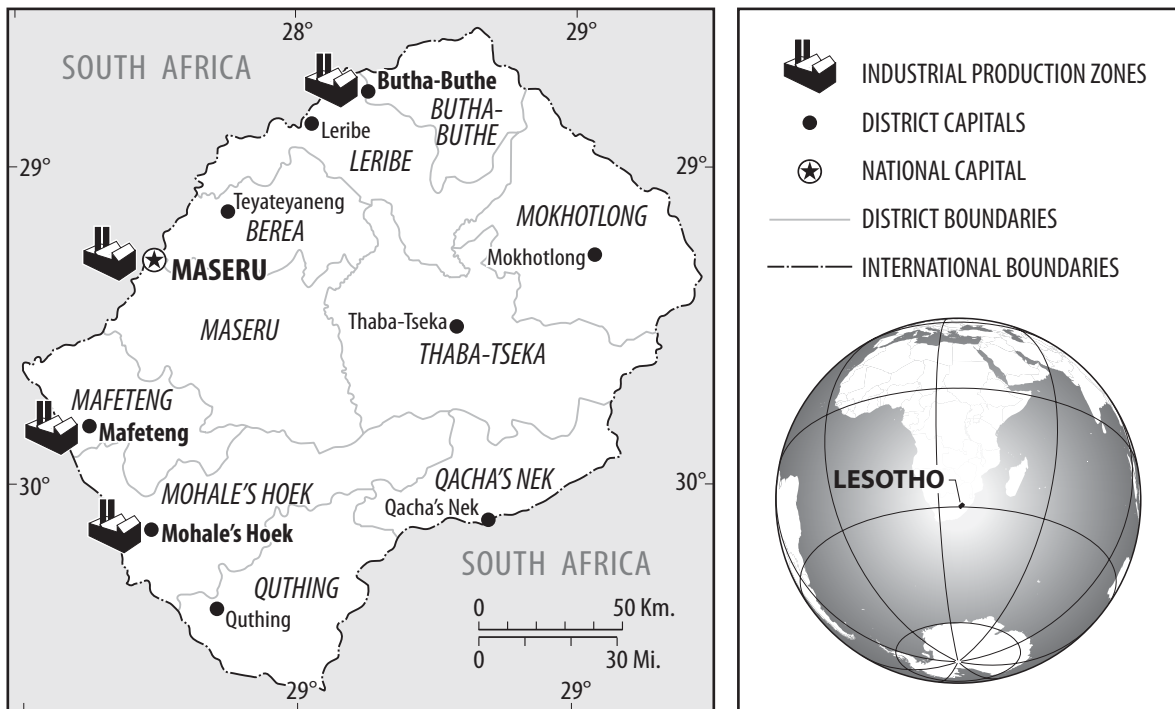 28°
29°
SOUTH AFRICA
Butha-Buthe
BUTHA-
BUTHE
Leribe
LERIBE
29°
29°
Teyateyaneng
BEREA
MOKHOTLONG
Mokhotlong
MASERU
MASERU
Thaba-Tseka
THABA-TSEKA
MAFETENG
Mafeteng
30°
30°
MOHALE'S HOEK
QACHA'S NEK
Qacha's Nek
Mohale's Hoek
SOUTH AFRICA
QUTHING
Quthing
0 50 Km.
0 30 Mi.
29°
29°
INDUSTRIAL PRODUCTION ZONES
DISTRICT CAPITALS
NATIONAL CAPITAL
DISTRICT BOUNDARIES
INTERNATIONAL BOUNDARIES
LESOTHO